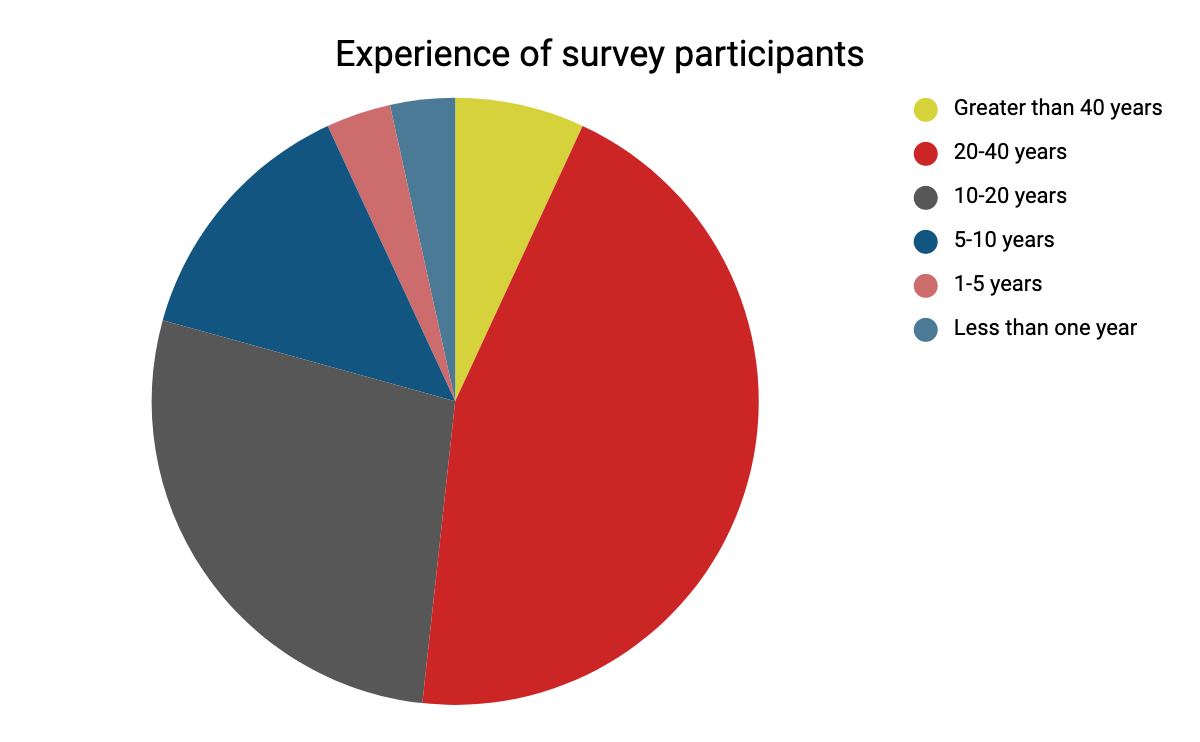 Experience of survey participants
Greater than 40 years
20-40 years
10-20 years
5-10 years
1-5 years
Less than one year